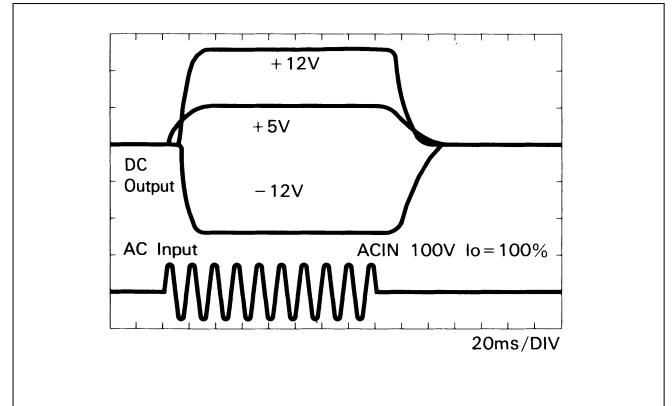 +12V
+5V
DC
Output
−12V
AC Input
ACIN 100V Io=100%
20ms/DIV